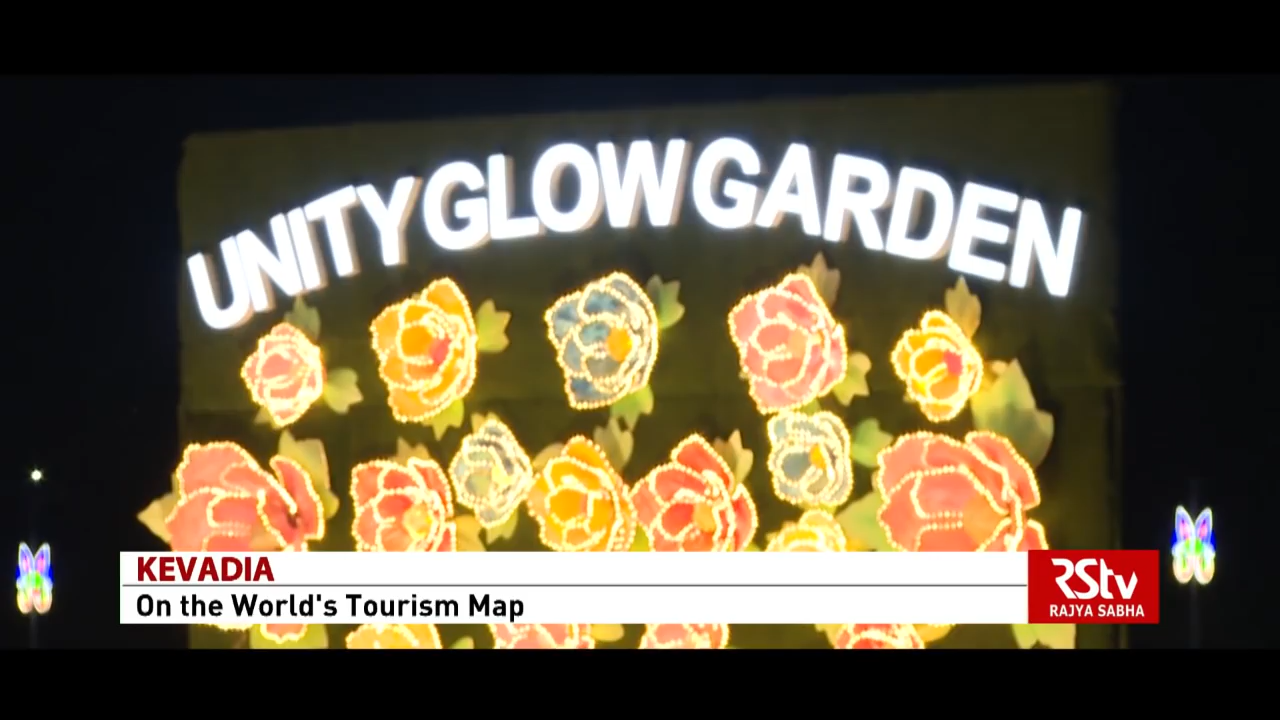 UNITY GLOW GARDEN
KEVADIA
On the World's Tourism Map
RStv
RAJYA SABHA